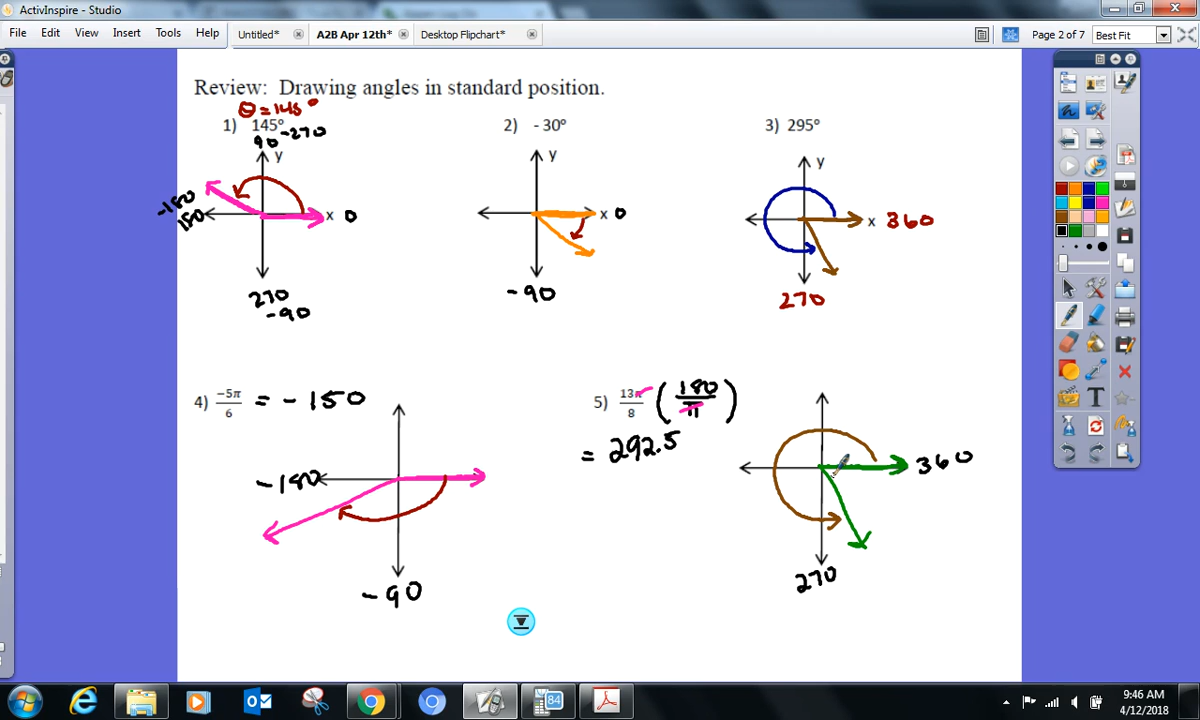 ActivInspire - Studio
File Edit View Insert Tools Help
Untitled* A2B Apr 12th* Desktop Flipchart*
Page 2 of 7 Best Fit
Review: Drawing angles in standard position.
θ = 145°
1) 145°
90 -270
y
-180
180
x 0
270
-90
2) - 30°
y
x 0
-90
3) 295°
y
x 360
270
4) -5π/6 = - 150
-180
-90
5) 13π/8 (180/π)
= 292.5
360
270
84
9:46 AM
4/12/2018